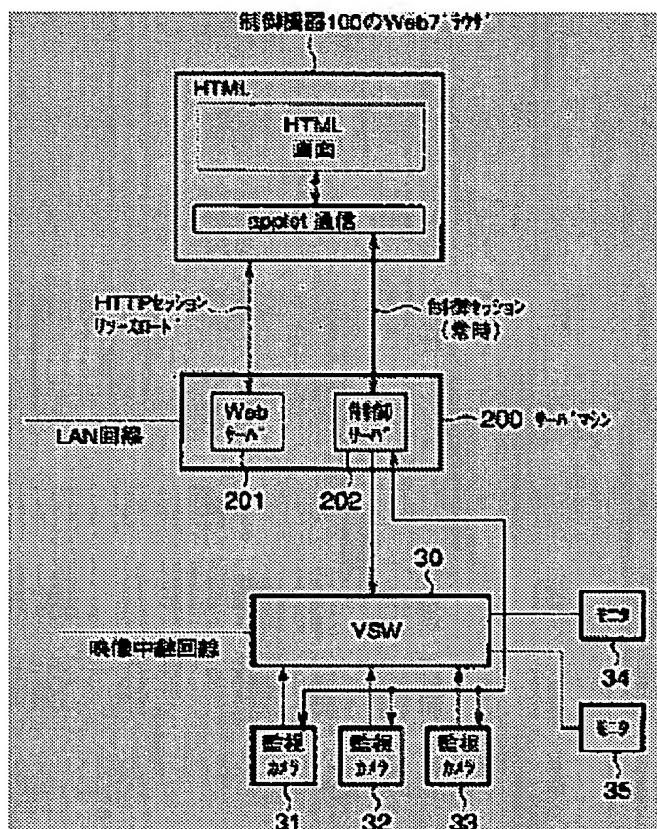 制御機器100のWebブラウザ
HTML
HTML
画面
applet 通信
HTTPセッション
リソースロード
制御セッション
(常時)
Web
サーバ
制御
サーバ
200 サーバマシン
LAN回線
201
202
30
VSW
映像中継回線
モニタ
34
モニタ
35
監視
カメラ
監視
カメラ
監視
カメラ
31
32
33